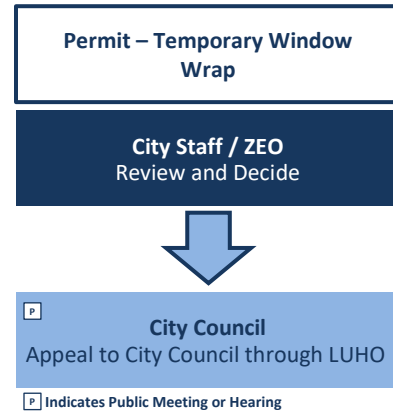 Permit – Temporary Window
Wrap
City Staff / ZEO
Review and Decide
P
City Council
Appeal to City Council through LUHO
P Indicates Public Meeting or Hearing